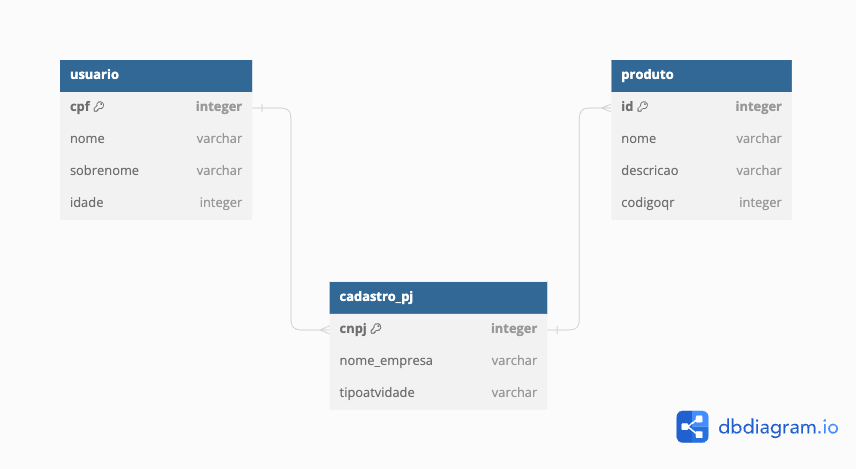 usuario
cpf integer
nome varchar
sobrenome varchar
idade integer
produto
id integer
nome varchar
descricao varchar
codigoqr integer
cadastro_pj
cnpj integer
nome_empresa varchar
tipoatvidade varchar
dbdiagram.io